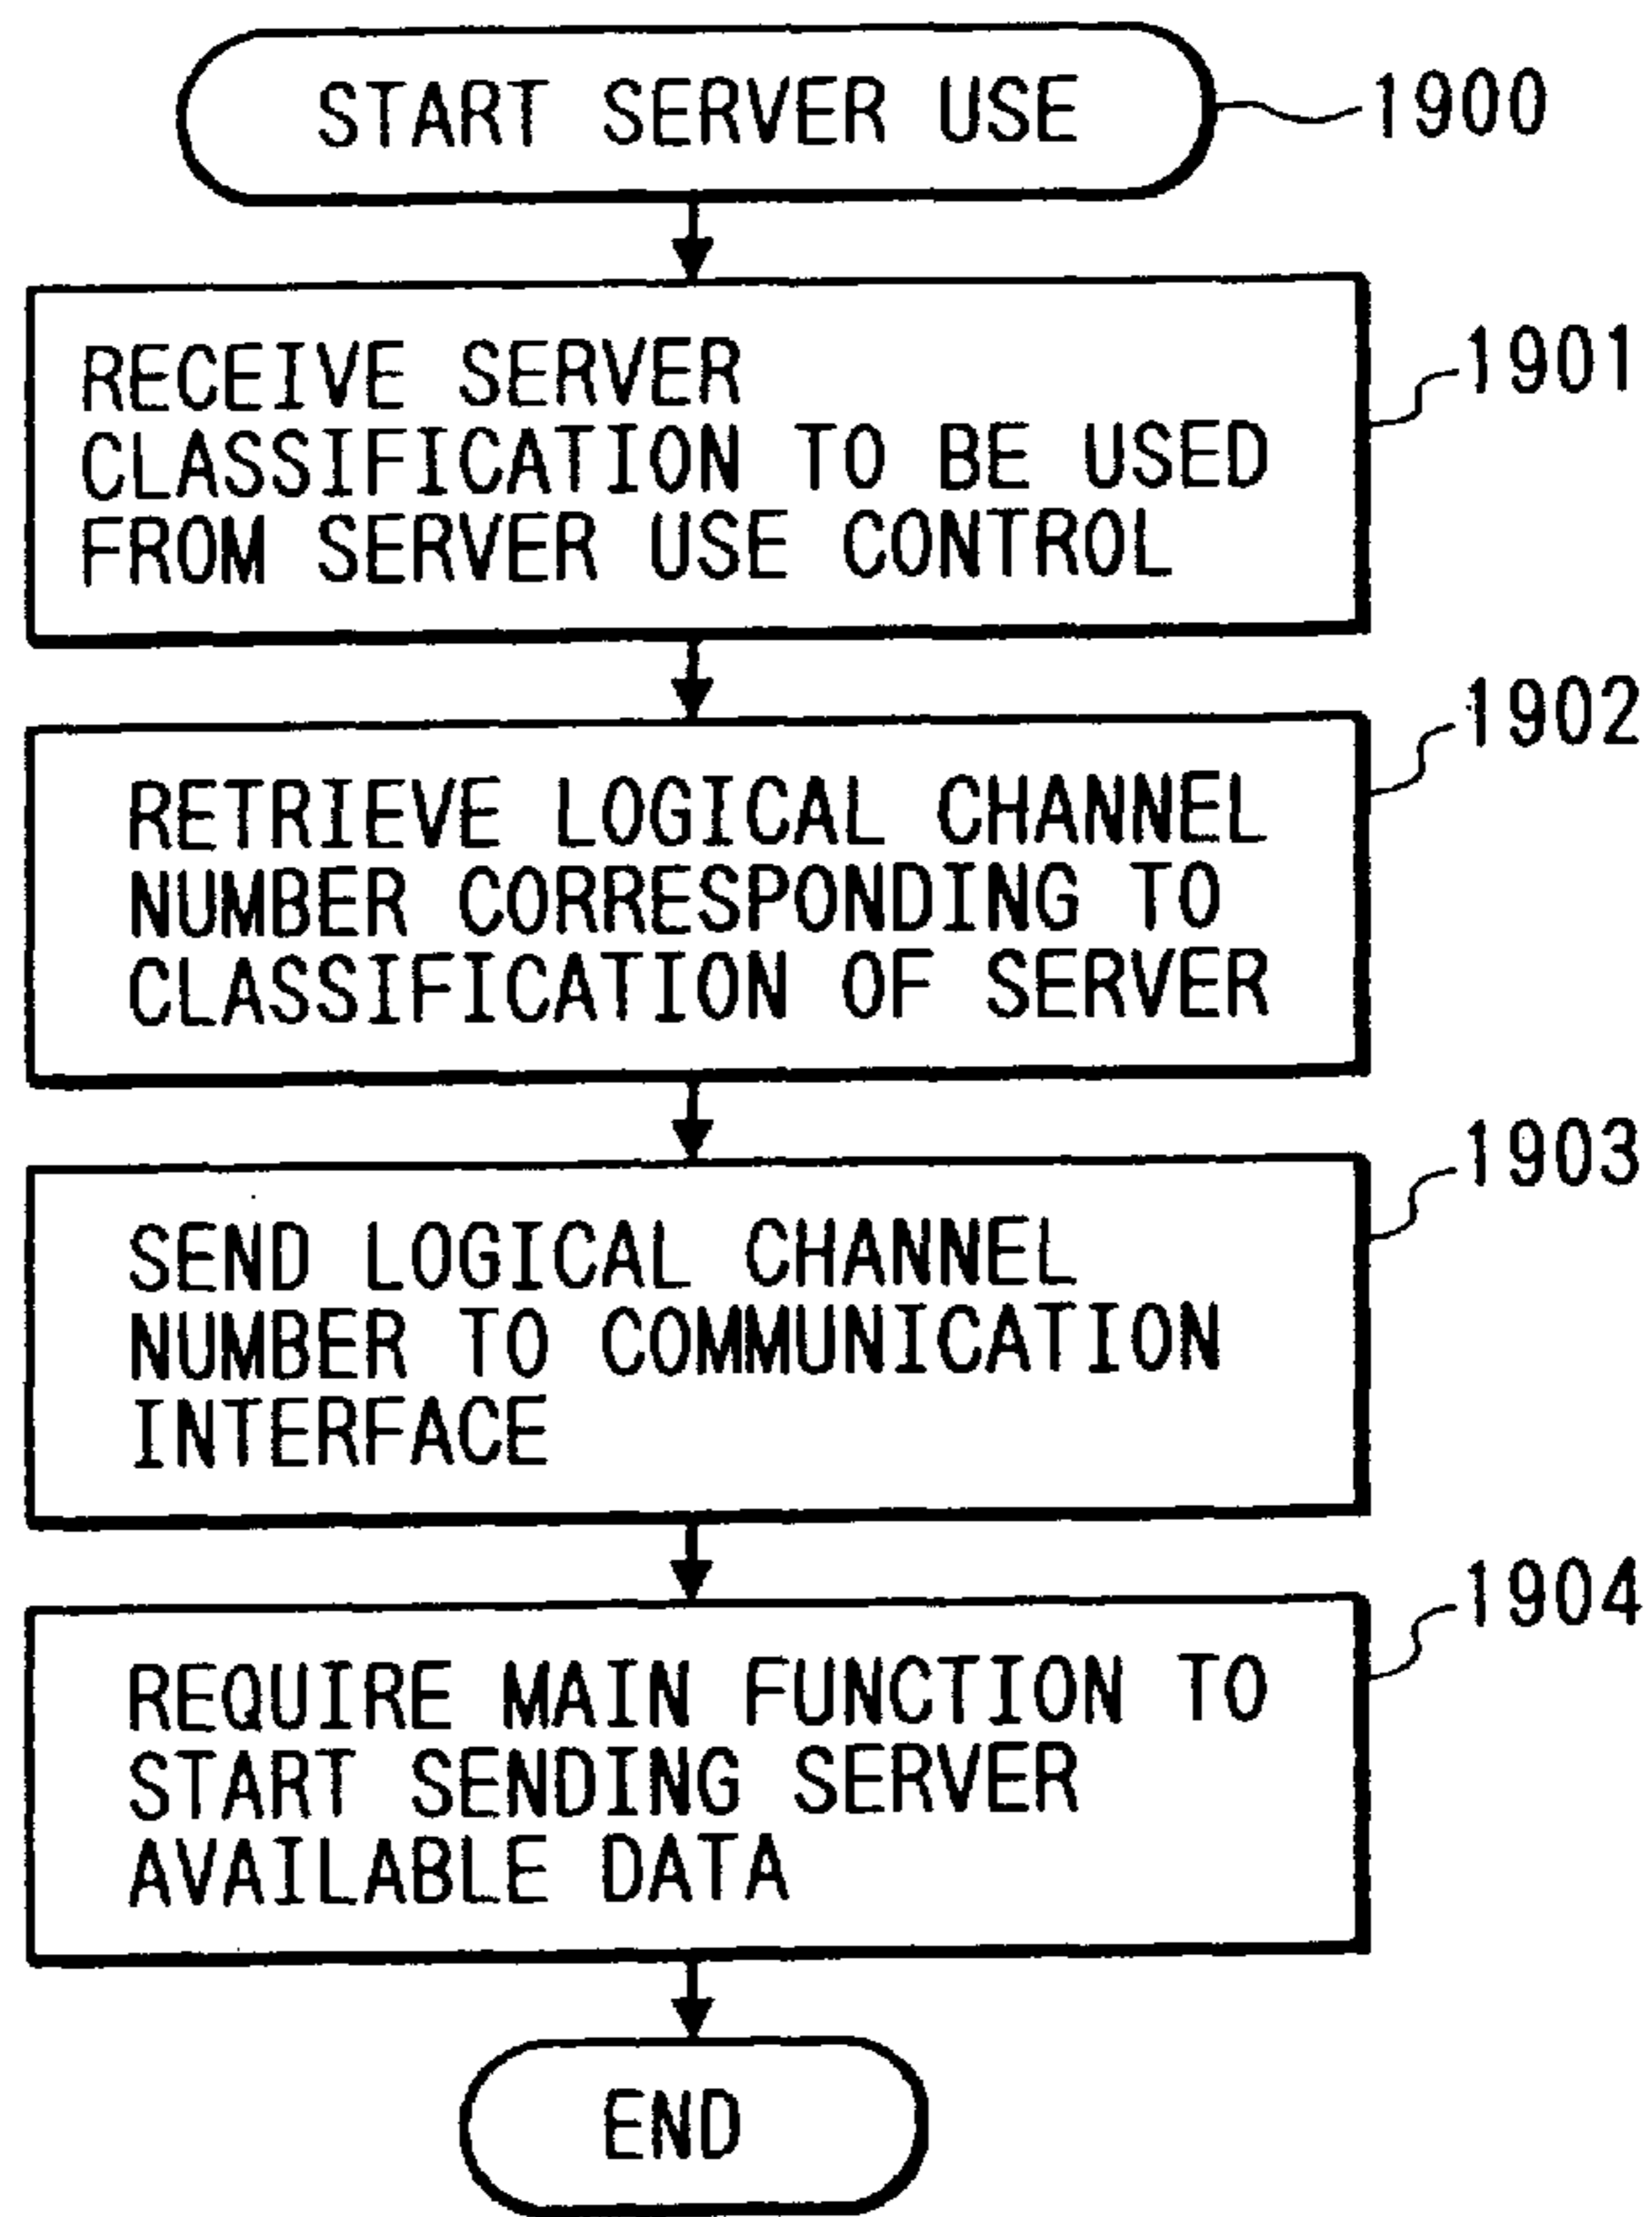 START SERVER USE
1900
RECEIVE SERVER
CLASSIFICATION TO BE USED
FROM SERVER USE CONTROL
1901
RETRIEVE LOGICAL CHANNEL
NUMBER CORRESPONDING TO
CLASSIFICATION OF SERVER
1902
SEND LOGICAL CHANNEL
NUMBER TO COMMUNICATION
INTERFACE
1903
REQUIRE MAIN FUNCTION TO
START SENDING SERVER
AVAILABLE DATA
1904
END